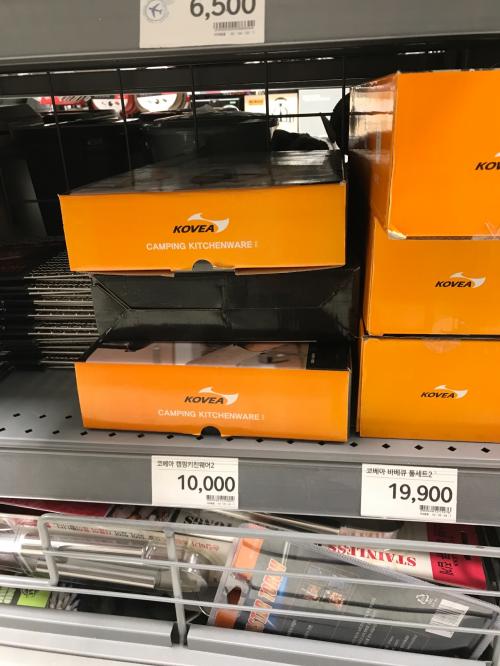 6,500
KOVEA
CAMPING KITCHENWARE
KOVEA
KOVEA
CAMPING KITCHENWARE
KOVEA
코베아 캠핑키친웨어2
10,000
코베아 바베큐 툴세트2
19,900
STAINLESS